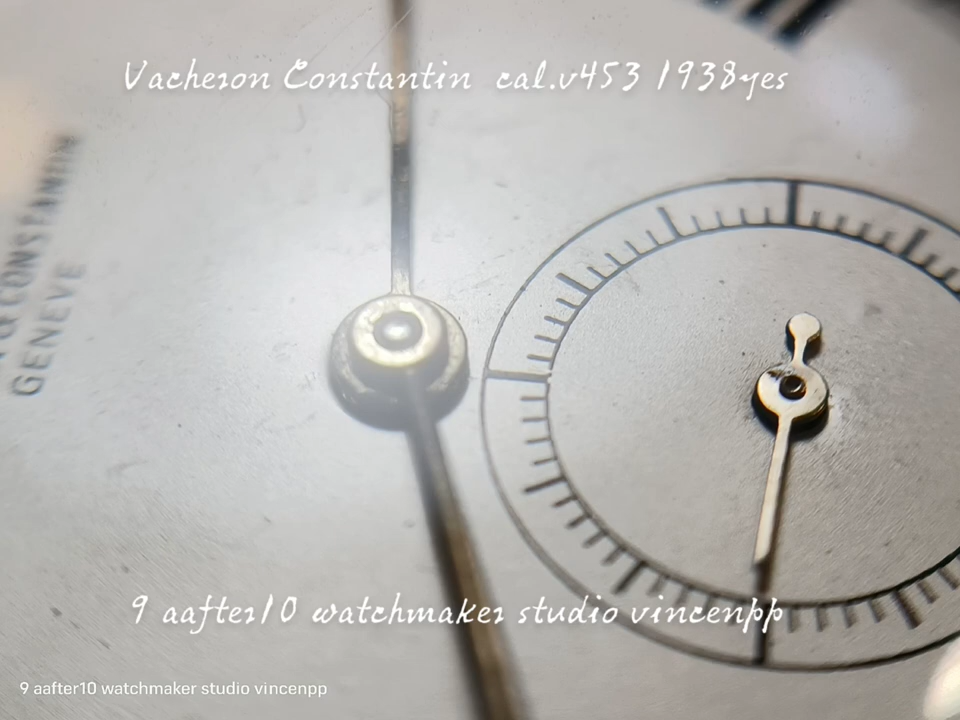 Vacheron Constantin cal.v453 1938yes
CONSTANTIN
GENEVE
9 aafter10 watchmaker studio vincenpp
9 aafter10 watchmaker studio vincenpp